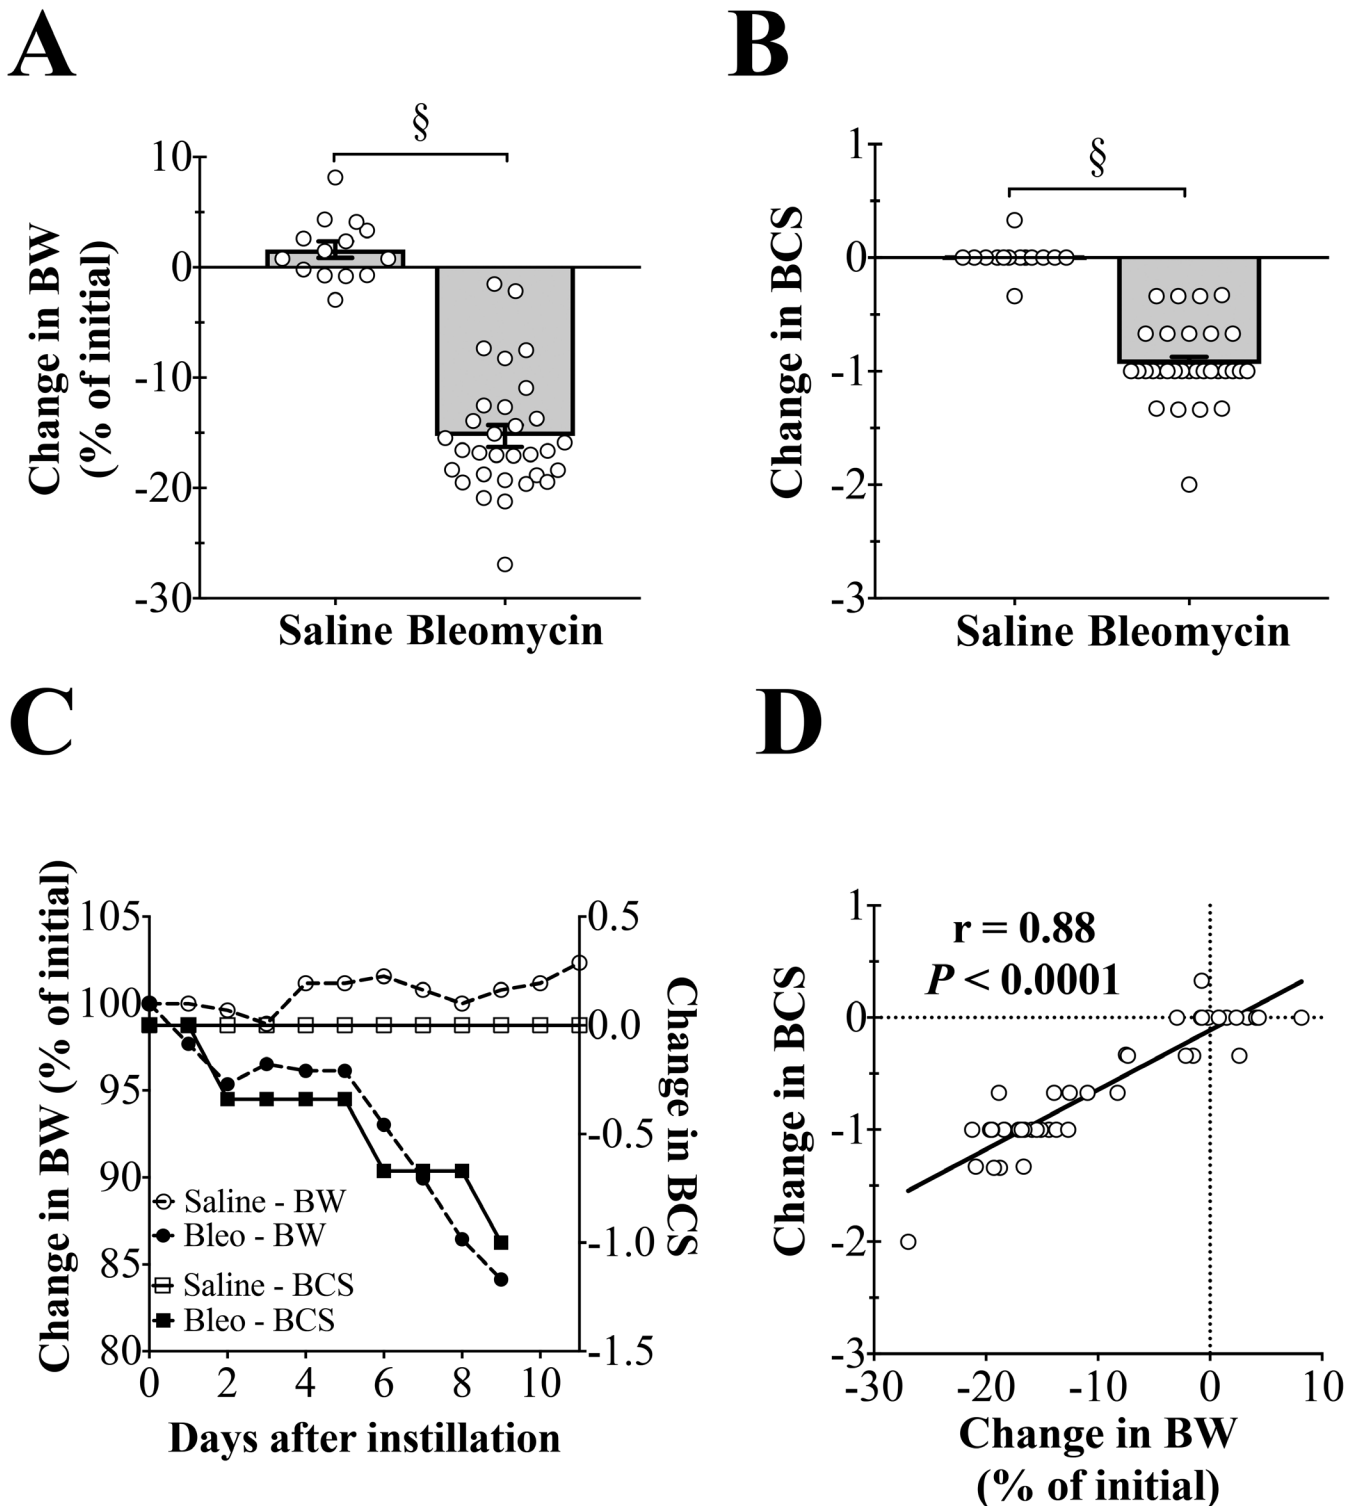 A
§
10
0
-10
-20
-30
Change in BW
(% of initial)
Saline Bleomycin
B
§
1
0
-1
-2
-3
Change in BCS
Saline Bleomycin
C
105
100
95
90
85
80
Change in BW (% of initial)
0.5
0.0
-0.5
-1.0
-1.5
Change in BCS
Saline - BW
Bleo - BW
Saline - BCS
Bleo - BCS
0 2 4 6 8 10
Days after instillation
D
r = 0.88
P < 0.0001
1
0
-1
-2
-3
Change in BCS
-30 -20 -10 0 10
Change in BW
(% of initial)